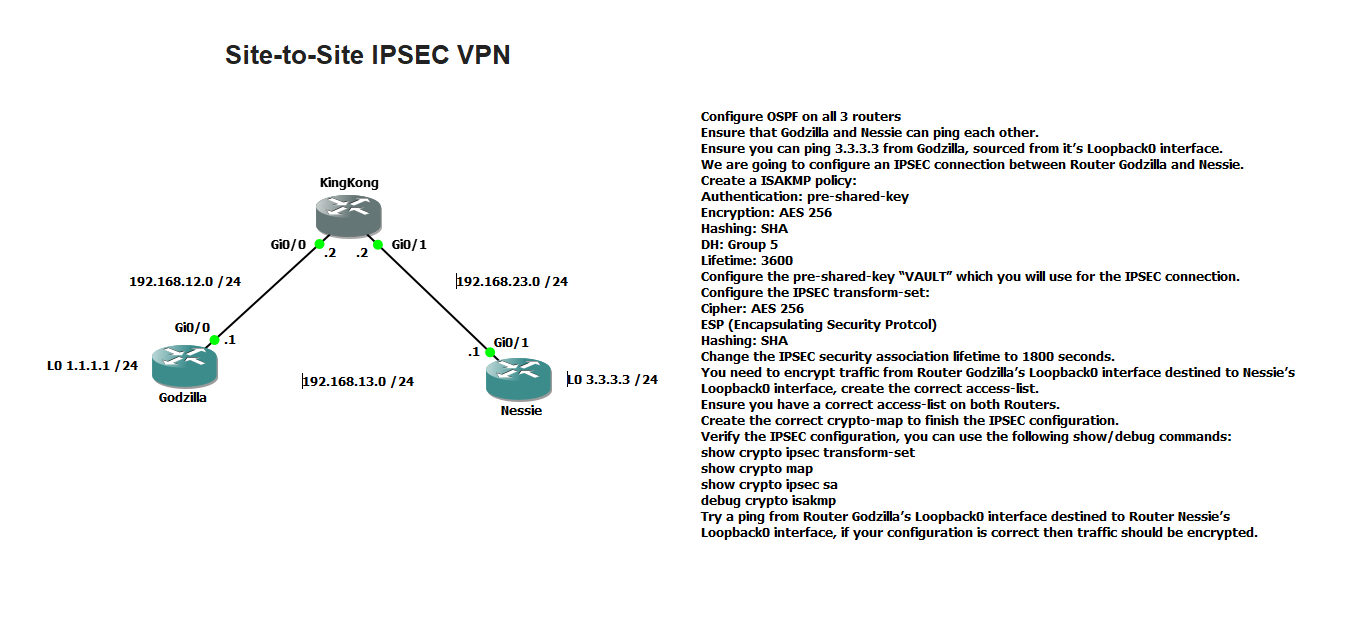 Site-to-Site IPSEC VPN
KingKong
Gi0/0
.2
.2
Gi0/1
192.168.12.0 /24
192.168.23.0 /24
Gi0/0
.1
Gi0/1
.1
L0 1.1.1.1 /24
192.168.13.0 /24
L0 3.3.3.3 /24
Godzilla
Nessie
Configure OSPF on all 3 routers
Ensure that Godzilla and Nessie can ping each other.
Ensure you can ping 3.3.3.3 from Godzilla, sourced from it’s Loopback0 interface.
We are going to configure an IPSEC connection between Router Godzilla and Nessie.
Create a ISAKMP policy:
Authentication: pre-shared-key
Encryption: AES 256
Hashing: SHA
DH: Group 5
Lifetime: 3600
Configure the pre-shared-key “VAULT” which you will use for the IPSEC connection.
Configure the IPSEC transform-set:
Cipher: AES 256
ESP (Encapsulating Security Protcol)
Hashing: SHA
Change the IPSEC security association lifetime to 1800 seconds.
You need to encrypt traffic from Router Godzilla’s Loopback0 interface destined to Nessie’s
Loopback0 interface, create the correct access-list.
Ensure you have a correct access-list on both Routers.
Create the correct crypto-map to finish the IPSEC configuration.
Verify the IPSEC configuration, you can use the following show/debug commands:
show crypto ipsec transform-set
show crypto map
show crypto ipsec sa
debug crypto isakmp
Try a ping from Router Godzilla’s Loopback0 interface destined to Router Nessie’s
Loopback0 interface, if your configuration is correct then traffic should be encrypted.